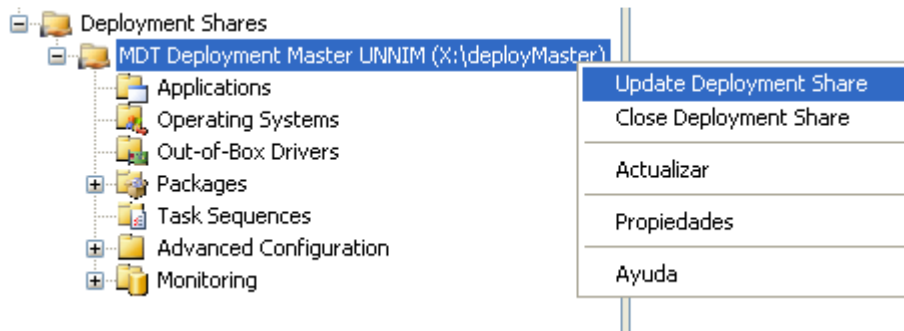 Deployment Shares
MDT Deployment Master UNNIM (X:\deployMaster)
Applications
Operating Systems
Out-of-Box Drivers
Packages
Task Sequences
Advanced Configuration
Monitoring
Update Deployment Share
Close Deployment Share
Actualizar
Propiedades
Ayuda